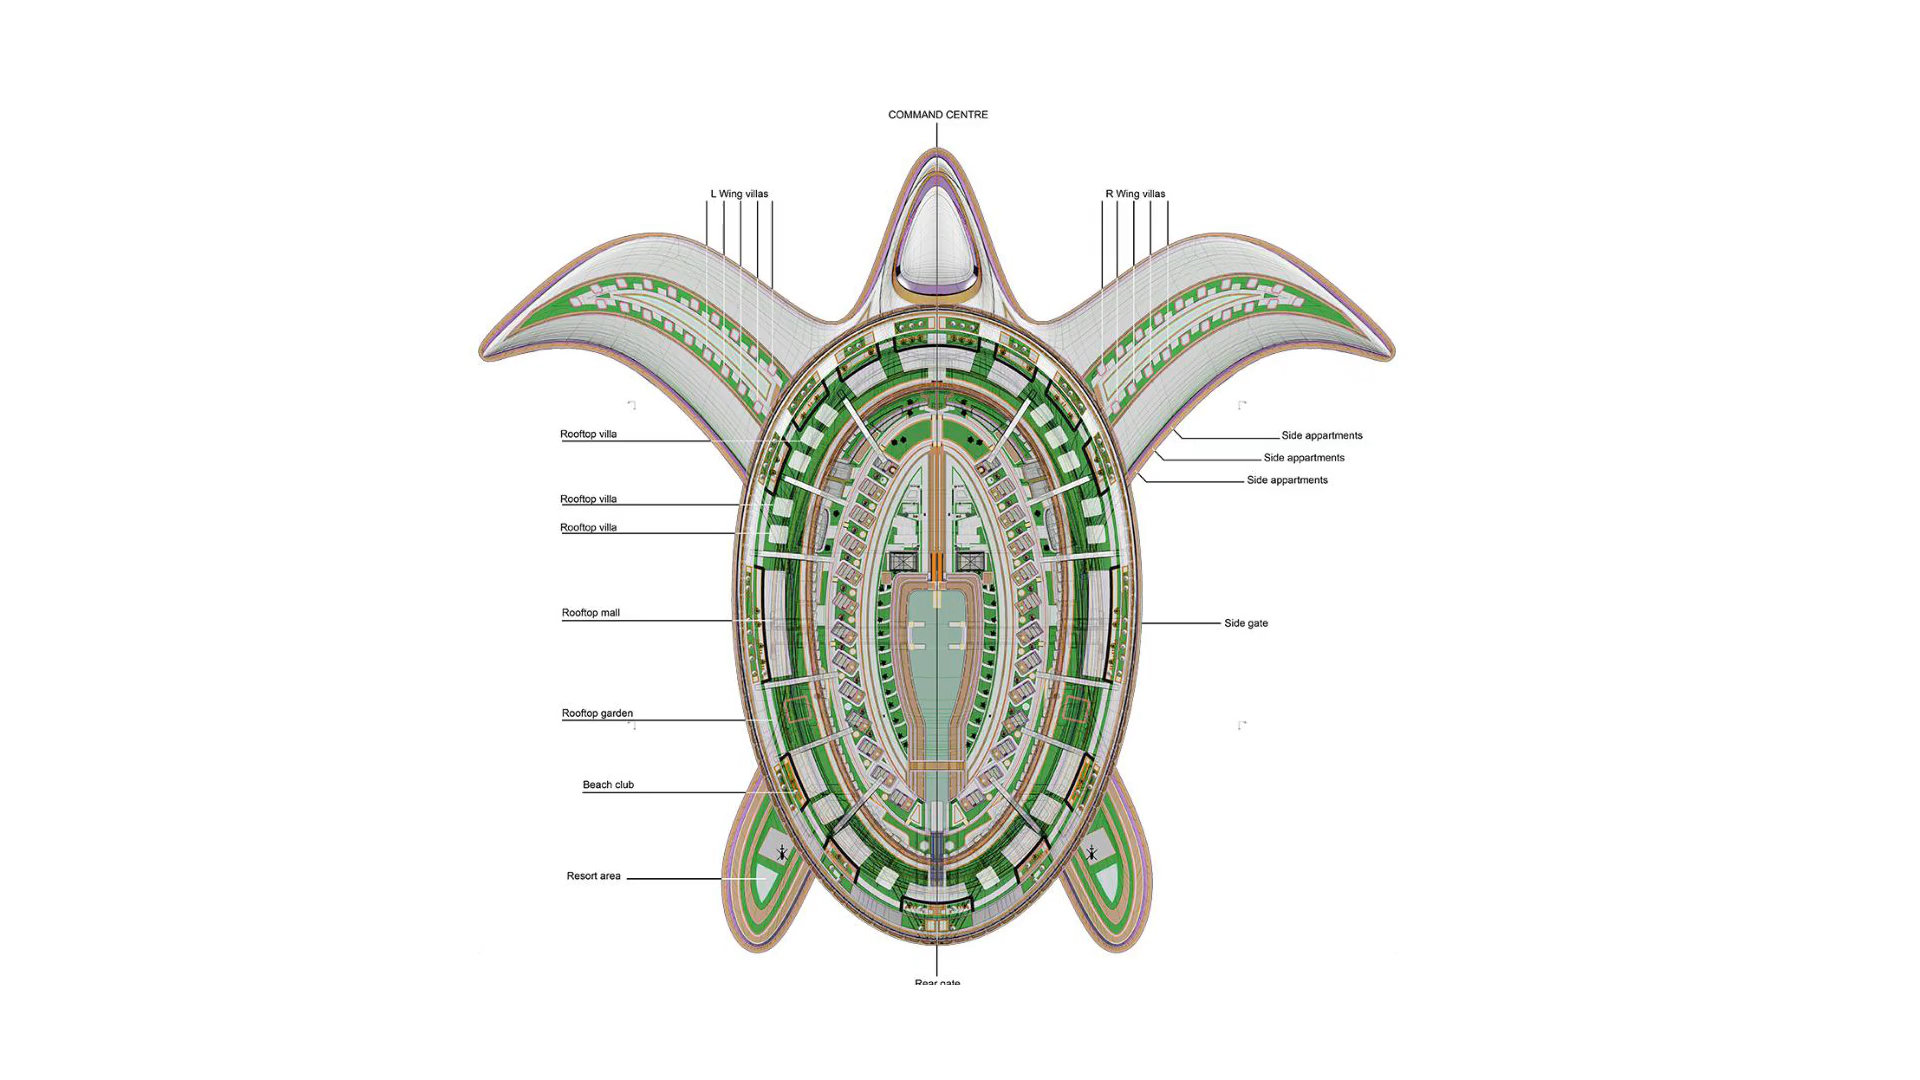 COMMAND CENTRE
L Wing villas
R Wing villas
Rooftop villa
Side appartments
Side appartments
Side appartments
Rooftop villa
Rooftop villa
Rooftop mall
Side gate
Rooftop garden
Beach club
Resort area
Rear gate